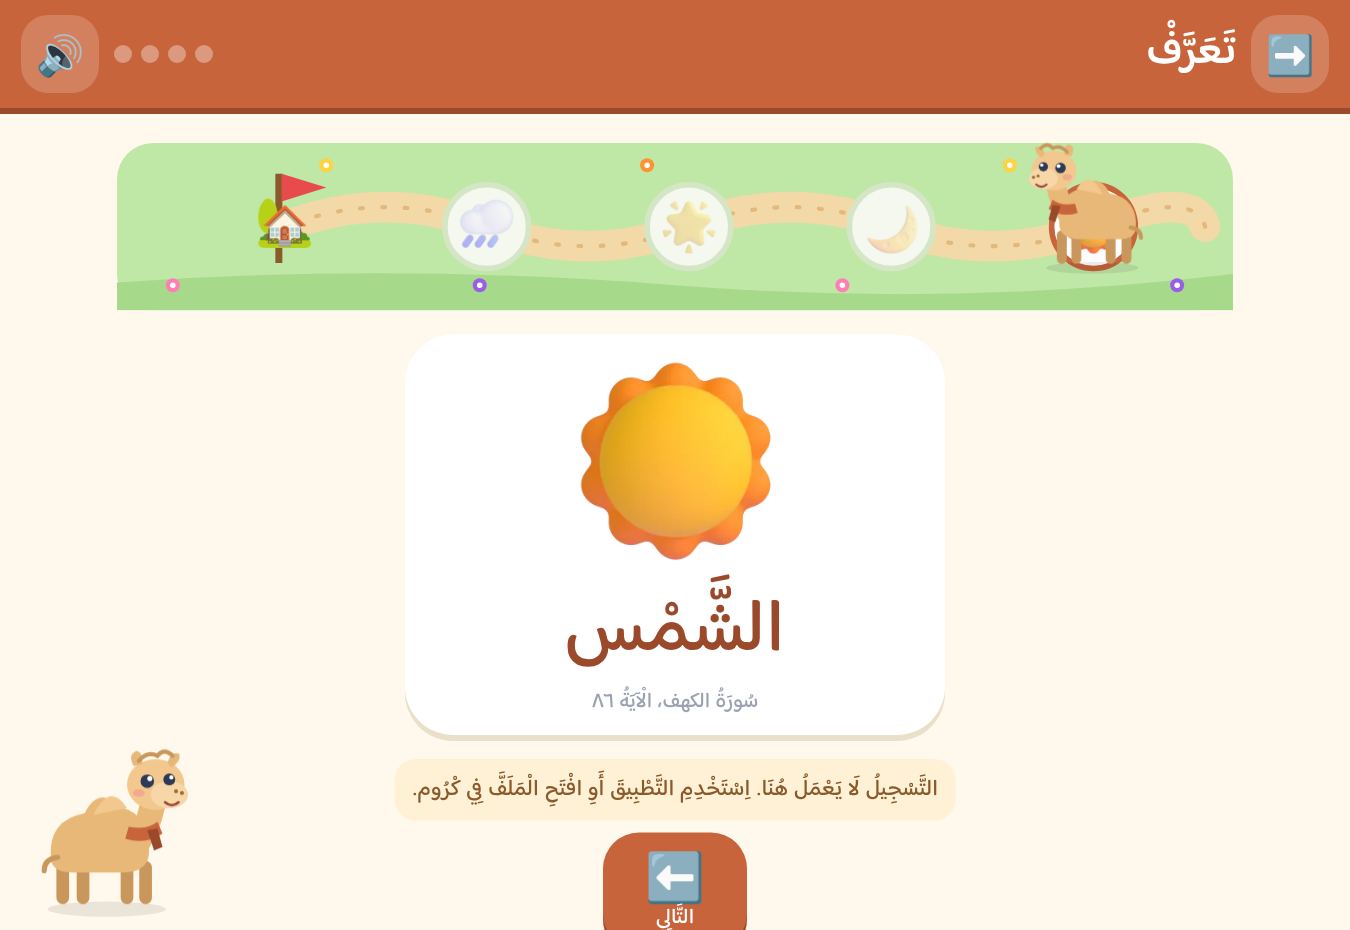 تَعَرَّفْ
الشَّمْس
سُورَةُ الكهف، الْآيَةُ ٨٦
التَّسْجِيلُ لَا يَعْمَلُ هُنَا. اِسْتَخْدِمِ التَّطْبِيقَ أَوِ افْتَحِ الْمَلَفَّ فِي كْرُوم.
التَّالِي